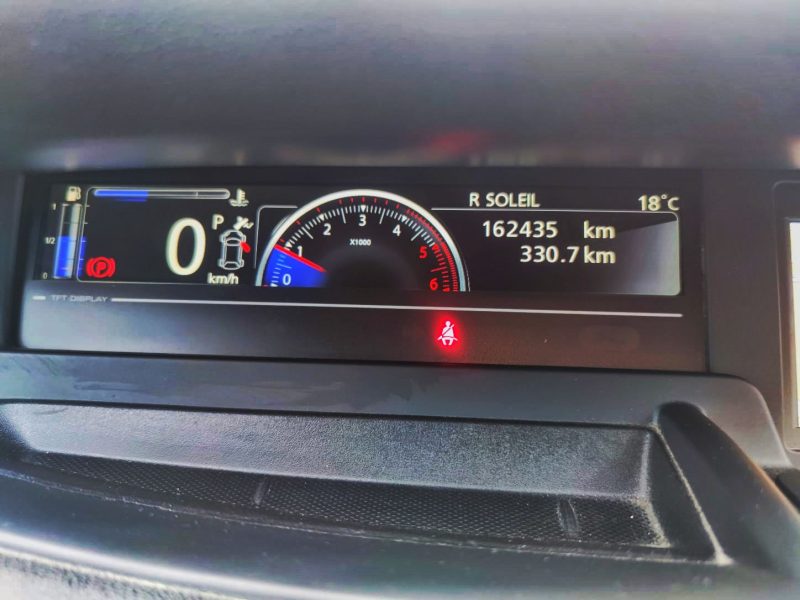 R SOLEIL
18°C
162435 km
330.7 km
1
1/2
0
P
0
km/h
0
1
2
3
4
5
6
X1000
TFT DISPLAY